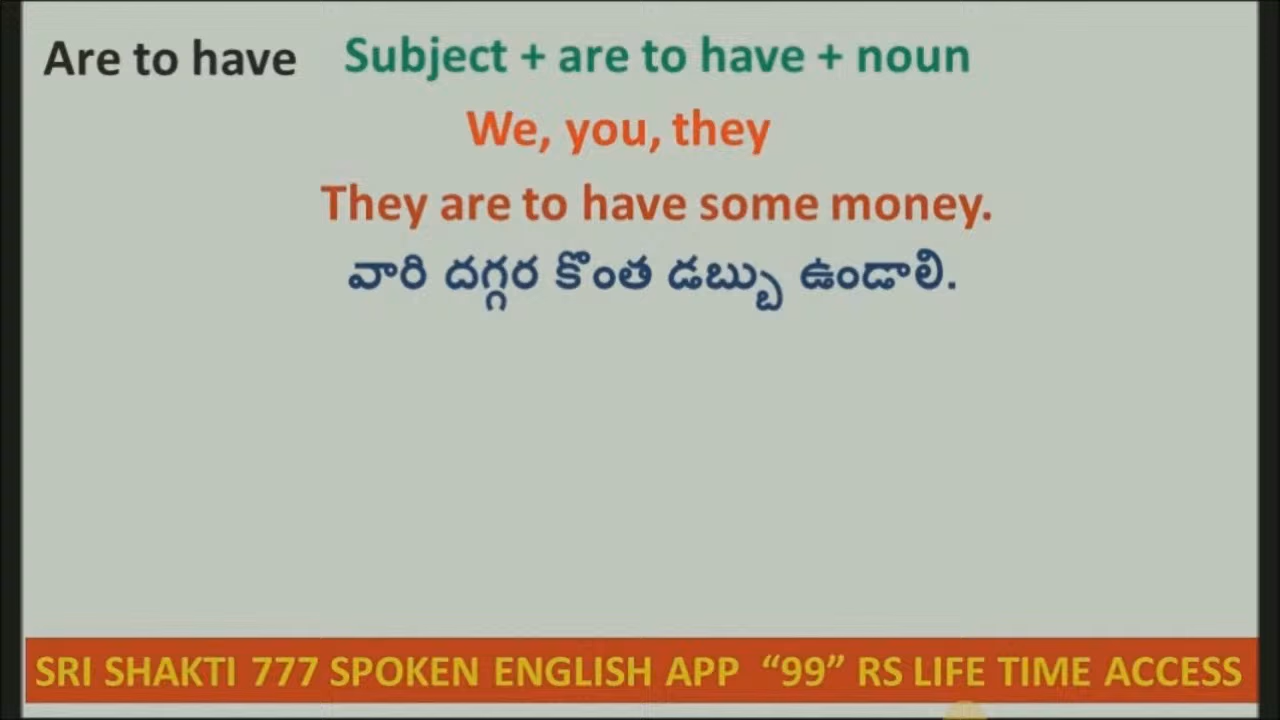 Are to have Subject + are to have + noun
We, you, they
They are to have some money.
వారి దగ్గర కొంత డబ్బు ఉండాలి.
SRI SHAKTI 777 SPOKEN ENGLISH APP “99” RS LIFE TIME ACCESS